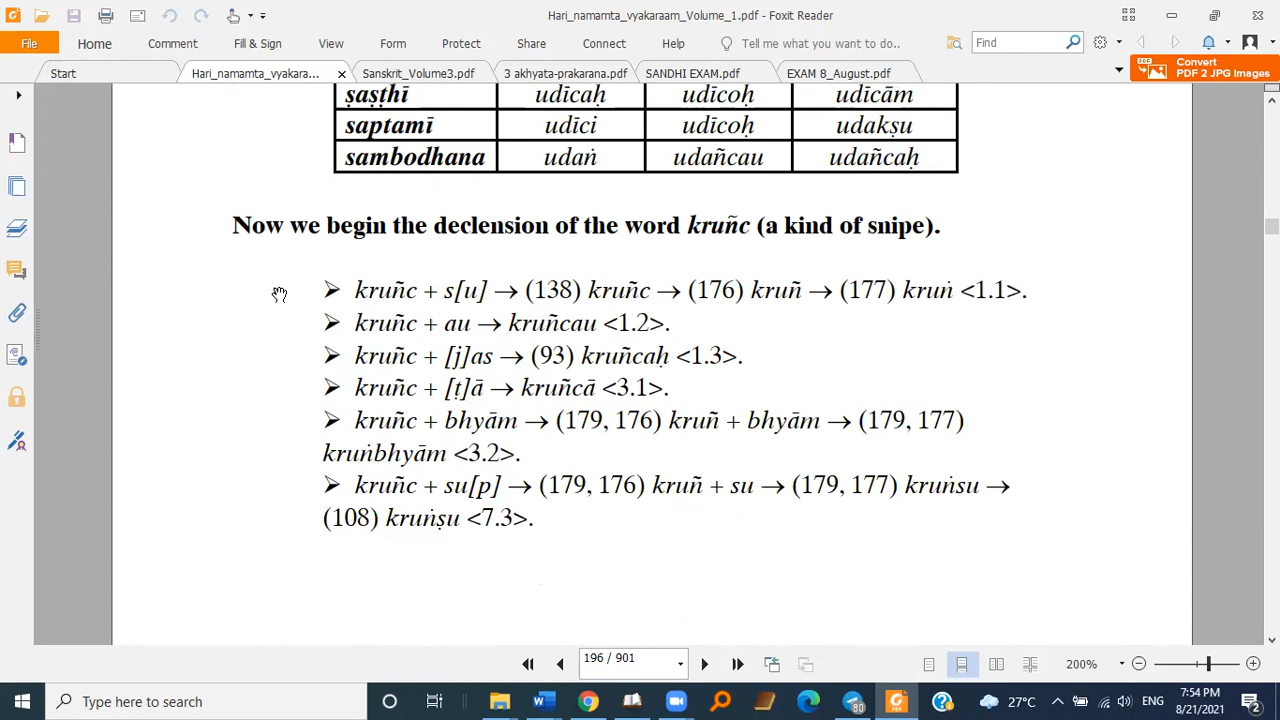 Hari_namamta_vyakaraam_Volume_1.pdf - Foxit Reader
File Home Comment Fill & Sign View Form Protect Share Connect Help Tell me what you want to do.. Find
Start Hari_namamta_vyakara... Sanskrit_Volume3.pdf 3 akhyata-prakarana.pdf SANDHI EXAM.pdf EXAM 8_August.pdf
Convert
PDF 2 JPG Images
ṣaṣṭhī udīcaḥ udīcoḥ udīcām
saptamī udīci udīcoḥ udakṣu
sambodhana udaṅ udañcau udañcaḥ
Now we begin the declension of the word kruñc (a kind of snipe).
➢ kruñc + s[u] → (138) kruñc → (176) kruñ → (177) kruṅ <1.1>.
➢ kruñc + au → kruñcau <1.2>.
➢ kruñc + [j]as → (93) kruñcaḥ <1.3>.
➢ kruñc + [ṭ]ā → kruñcā <3.1>.
➢ kruñc + bhyām → (179, 176) kruñ + bhyām → (179, 177)
kruṅbhyām <3.2>.
➢ kruñc + su[p] → (179, 176) kruñ + su → (179, 177) kruṅsu →
(108) kruṅṣu <7.3>.
196 / 901 200%
Type here to search 80 27°C ENG 7:54 PM
8/21/2021 2